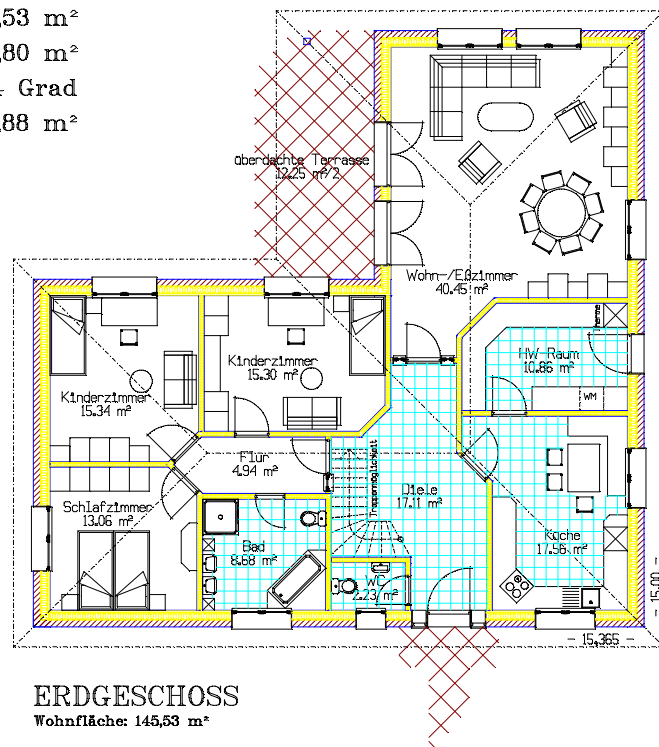 ,53 m²
,80 m²
Grad
,88 m²
überdachte Terrasse
12.25 m²/2
Wohn-/Eßzimmer
40.45 m²
Therme
HW Raum
10.86 m²
WM
Kinderzimmer
15.30 m²
Kinderzimmer
15.34 m²
Flur
4.94 m²
Treppenmöglichkeit
Diele
17.11 m²
Schlafzimmer
13.06 m²
Bad
8.68 m²
Küche
17.56 m²
WC
2.23 m²
- 15.00 -
- 15.365 -
ERDGESCHOSS
Wohnfläche: 145,53 m²